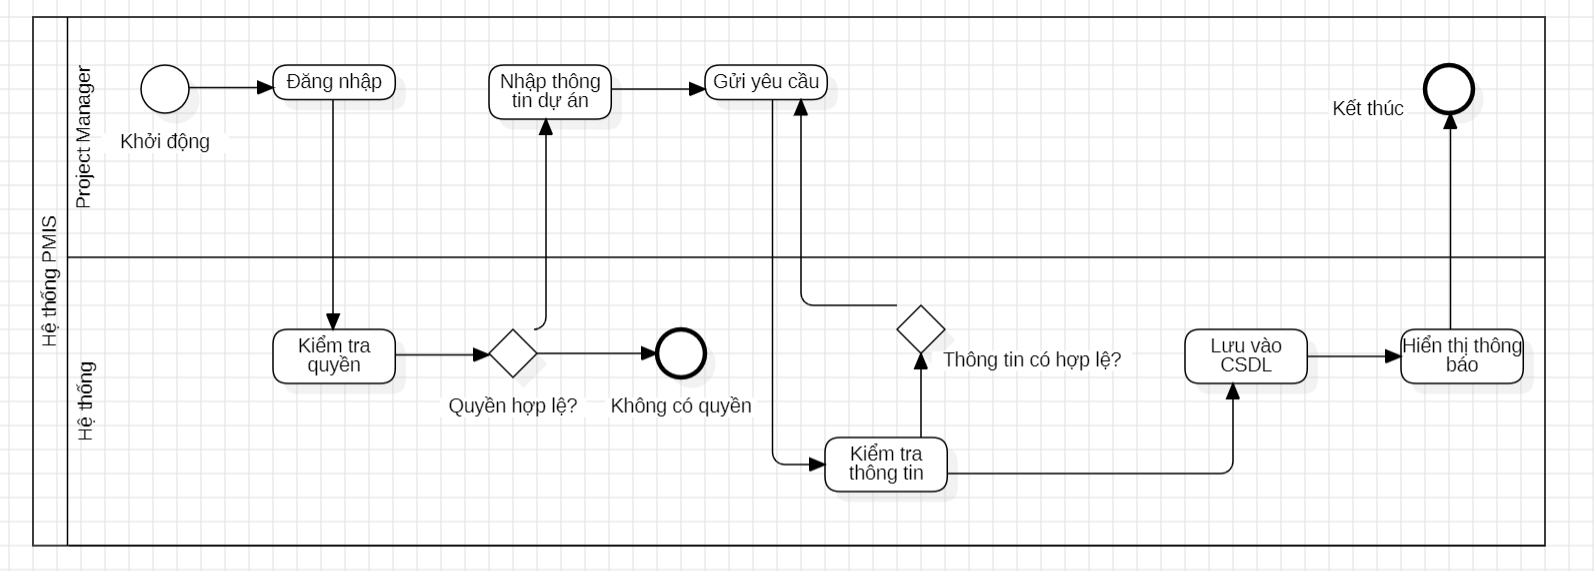 Hệ thống PMIS
Project Manager
Khởi động
Đăng nhập
Nhập thông
tin dự án
Gửi yêu cầu
Kết thúc
Hệ thống
Kiểm tra
quyền
Quyền hợp lệ?
Không có quyền
Thông tin có hợp lệ?
Kiểm tra
thông tin
Lưu vào
CSDL
Hiển thị thông
báo